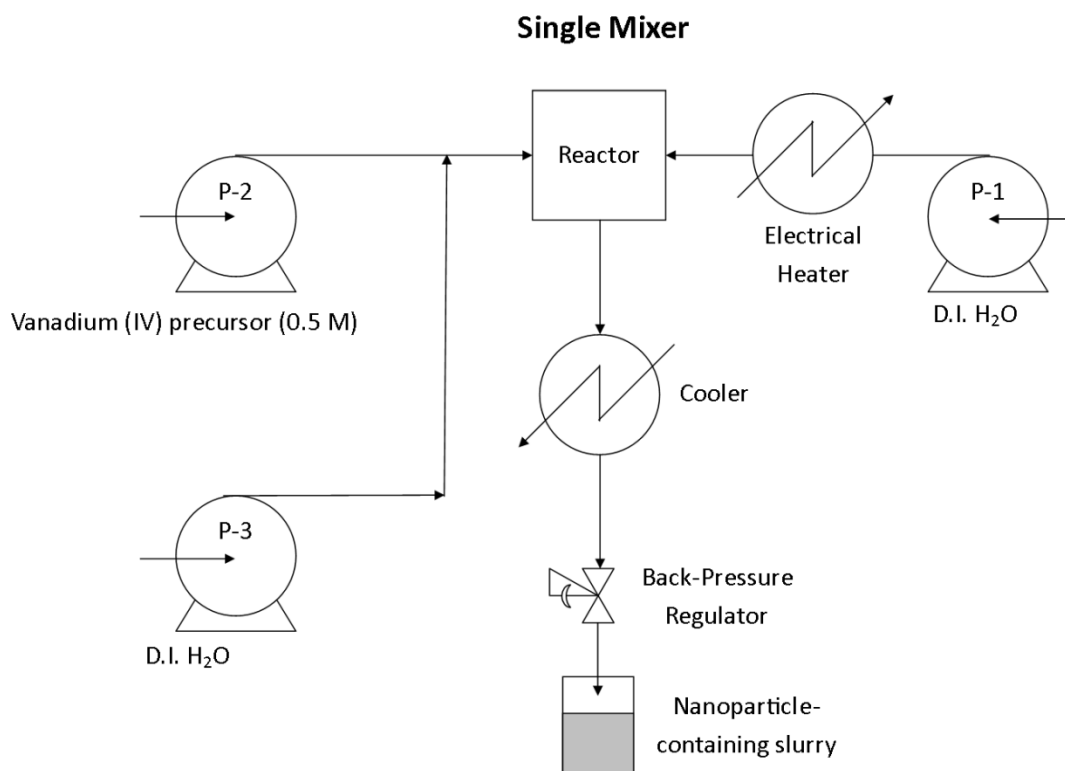 Single Mixer
Reactor
P-2
P-1
Electrical
Heater
Vanadium (IV) precursor (0.5 M)
D.I. H₂O
Cooler
P-3
Back-Pressure
Regulator
D.I. H₂O
Nanoparticle-
containing slurry